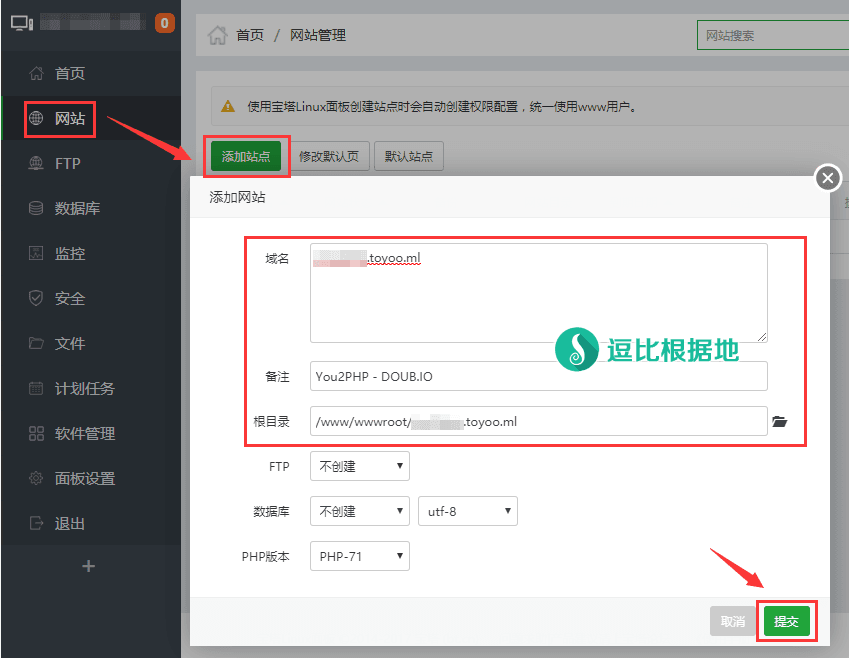 0
首页 / 网站管理
网站搜索
首页
网站
FTP
数据库
监控
安全
文件
计划任务
软件管理
面板设置
退出
使用宝塔Linux面板创建站点时会自动创建权限配置，统一使用www用户。
添加站点 修改默认页 默认站点
添加网站
域名 .toyoo.ml
逗比根据地
备注 You2PHP - DOUB.IO
根目录 /www/wwwroot/ .toyoo.ml
FTP 不创建
数据库 不创建 utf-8
PHP版本 PHP-71
取消 提交